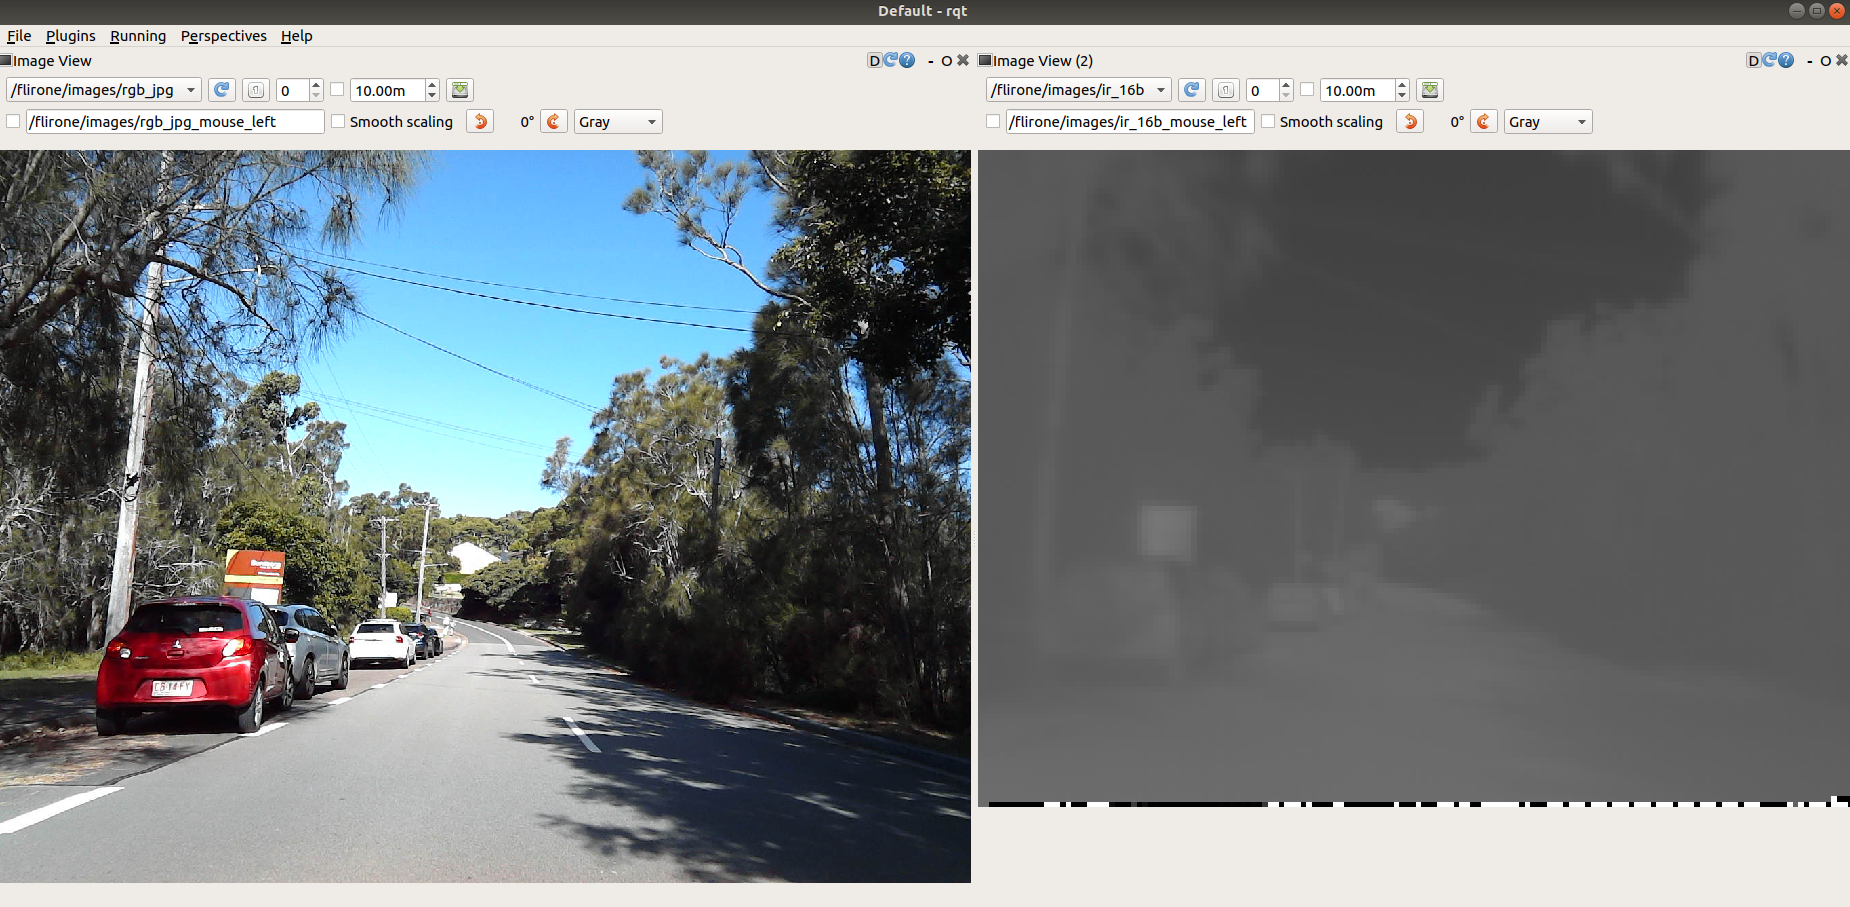 Default - rqt
File Plugins Running Perspectives Help
Image View
D ? - O
/flirone/images/rgb_jpg 0 10.00m
/flirone/images/rgb_jpg_mouse_left Smooth scaling 0° Gray
Image View (2)
D ? - O
/flirone/images/ir_16b 0 10.00m
/flirone/images/ir_16b_mouse_left Smooth scaling 0° Gray